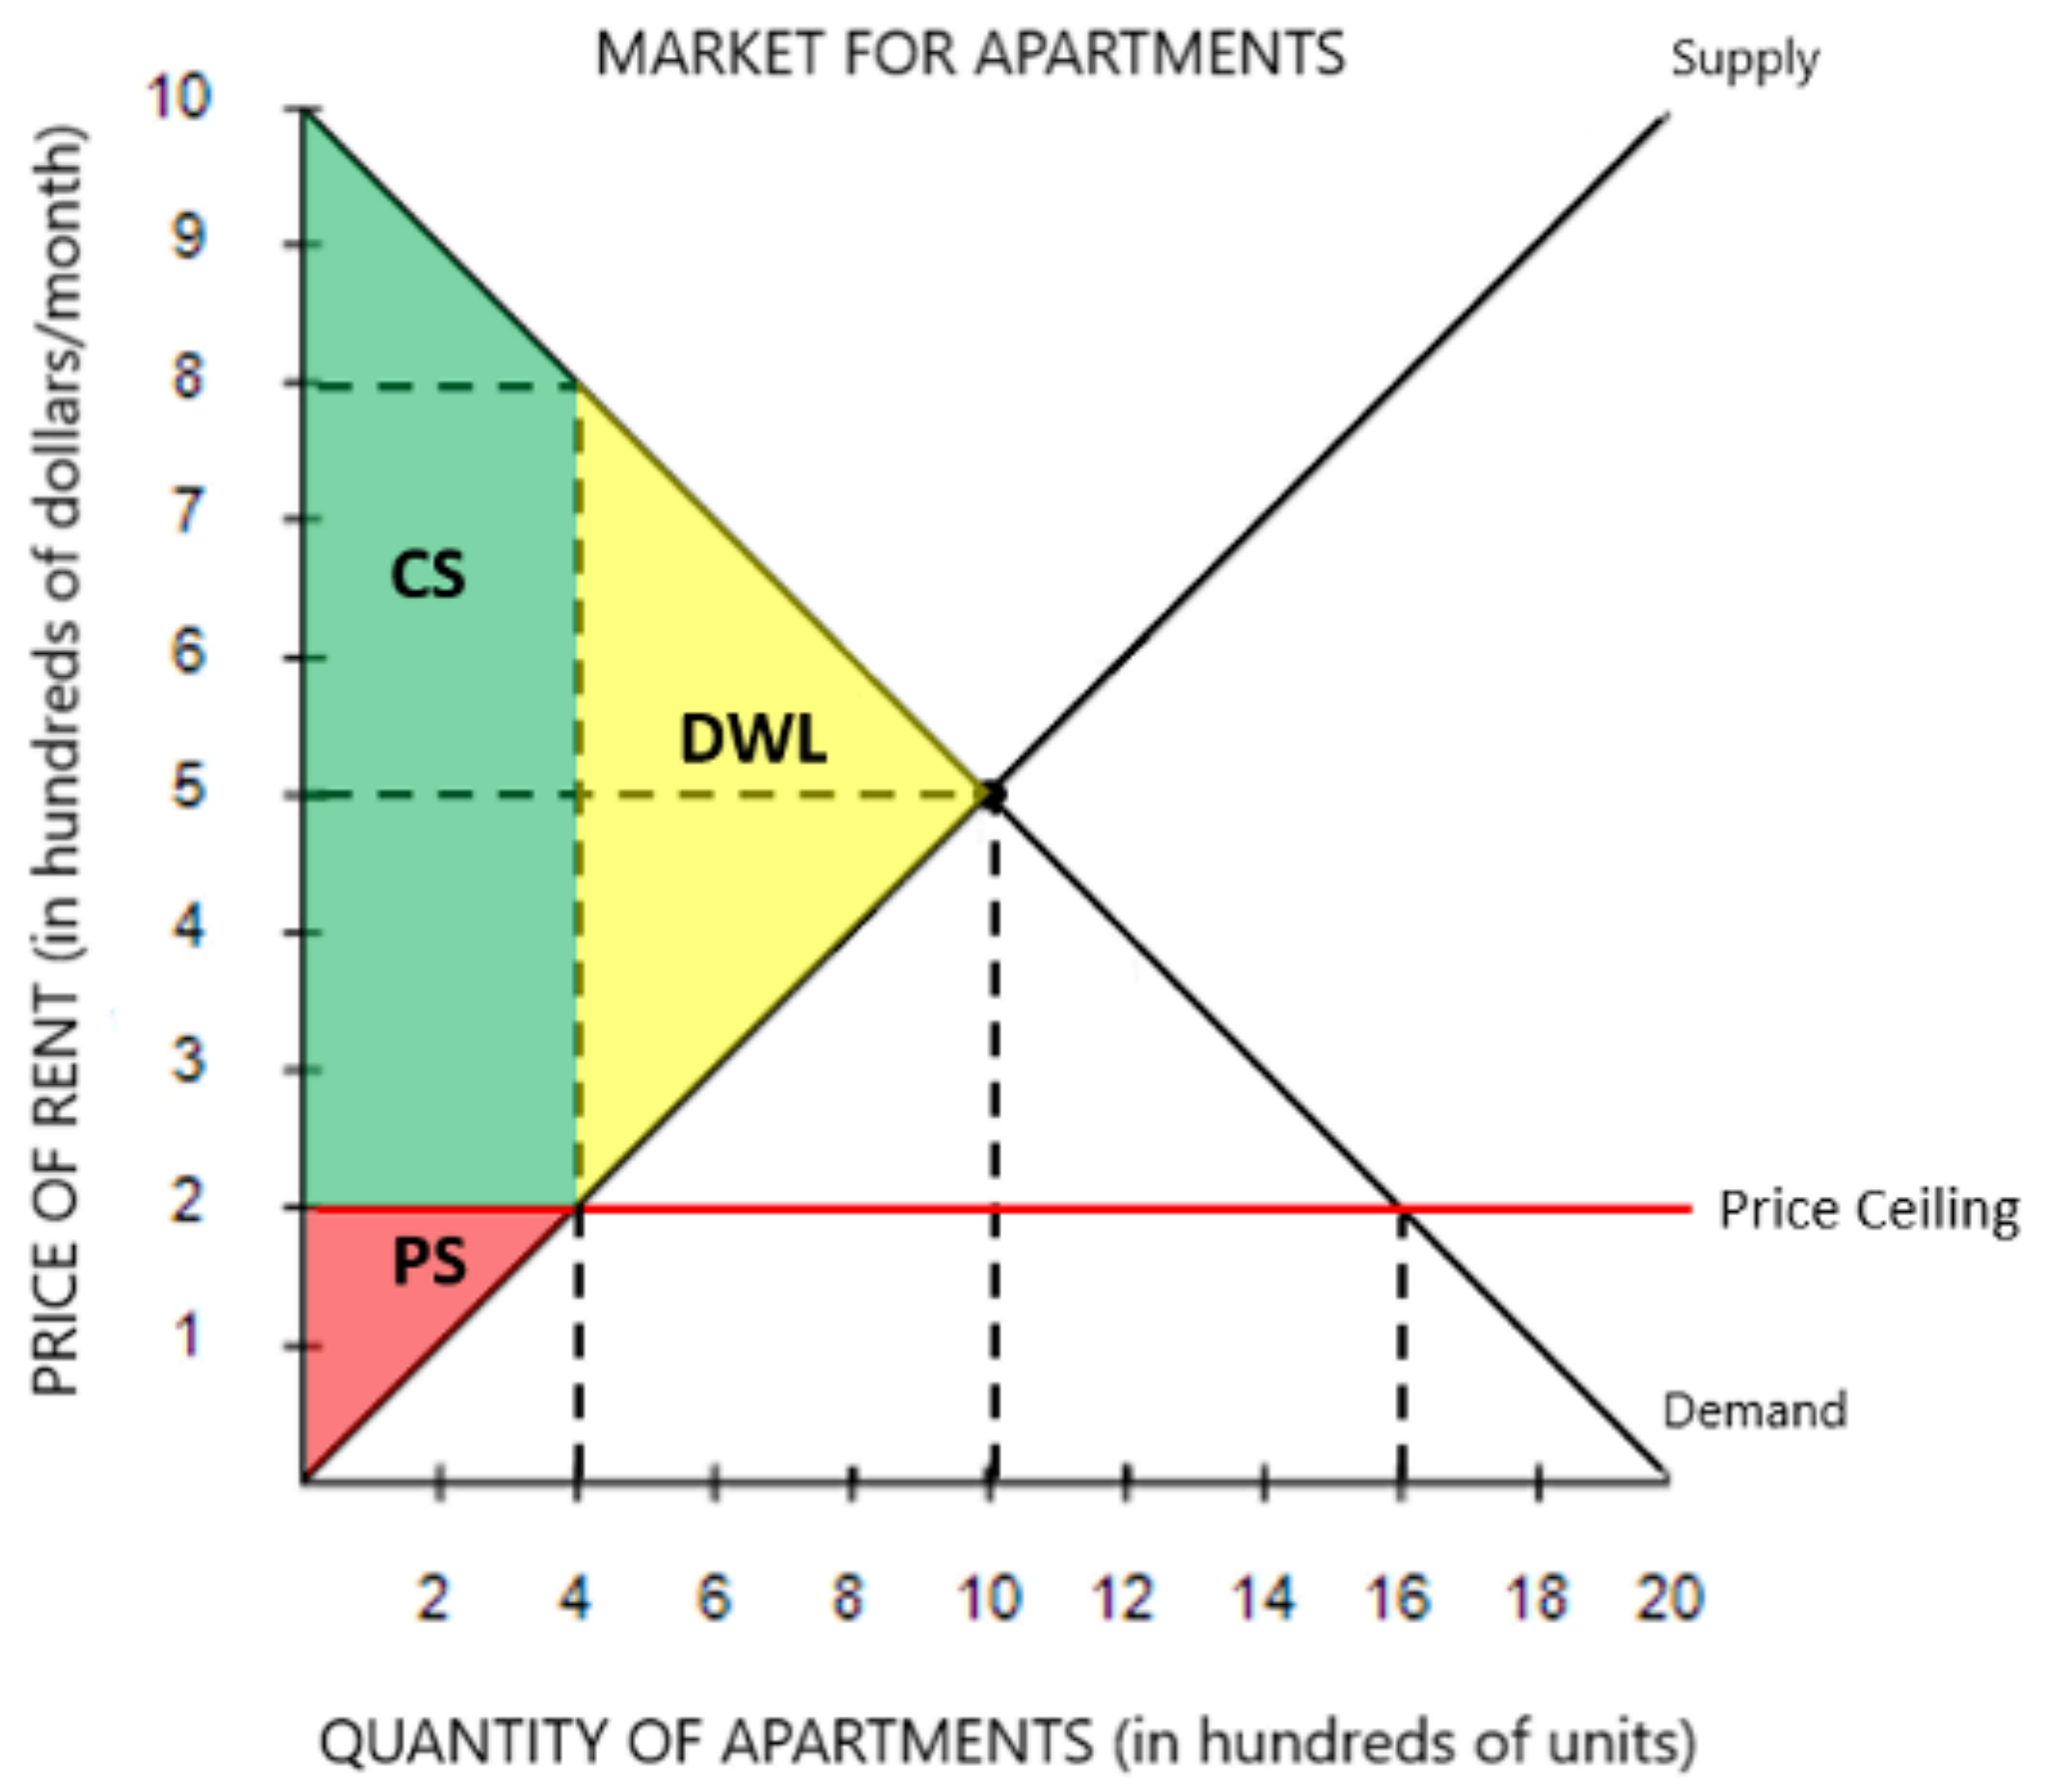 MARKET FOR APARTMENTS
Supply
PRICE OF RENT (in hundreds of dollars/month)
10
9
8
7
6
5
4
3
2
1
CS
DWL
PS
Price Ceiling
Demand
2 4 6 8 10 12 14 16 18 20
QUANTITY OF APARTMENTS (in hundreds of units)